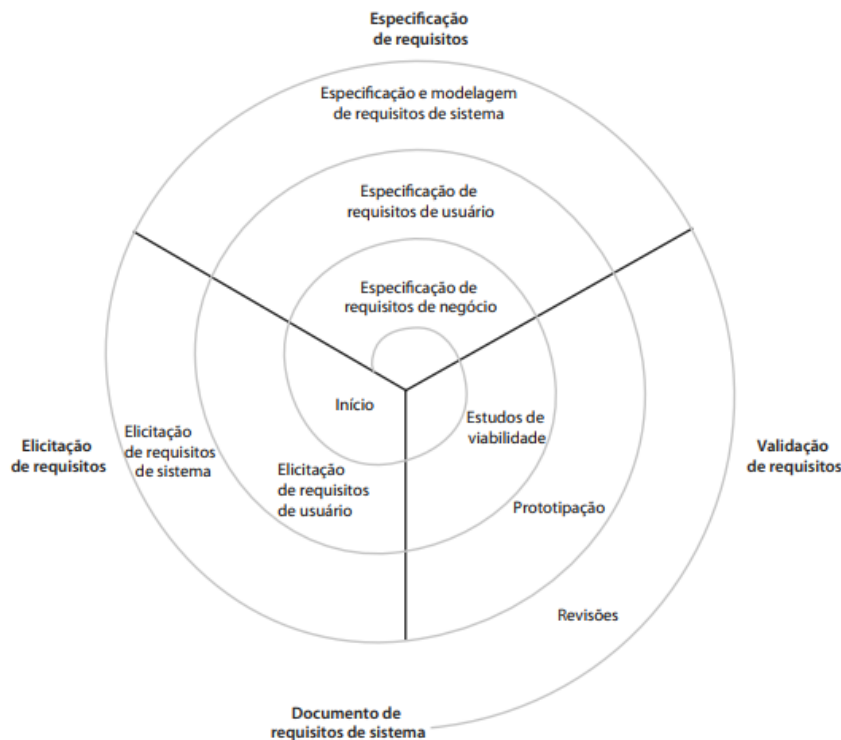 Especificação
de requisitos
Especificação e modelagem
de requisitos de sistema
Especificação de
requisitos de usuário
Especificação de
requisitos de negócio
Início
Estudos de
viabilidade
Elicitação
de requisitos
Elicitação
de requisitos
de sistema
Validação
de requisitos
Elicitação
de requisitos
de usuário
Prototipação
Revisões
Documento de
requisitos de sistema